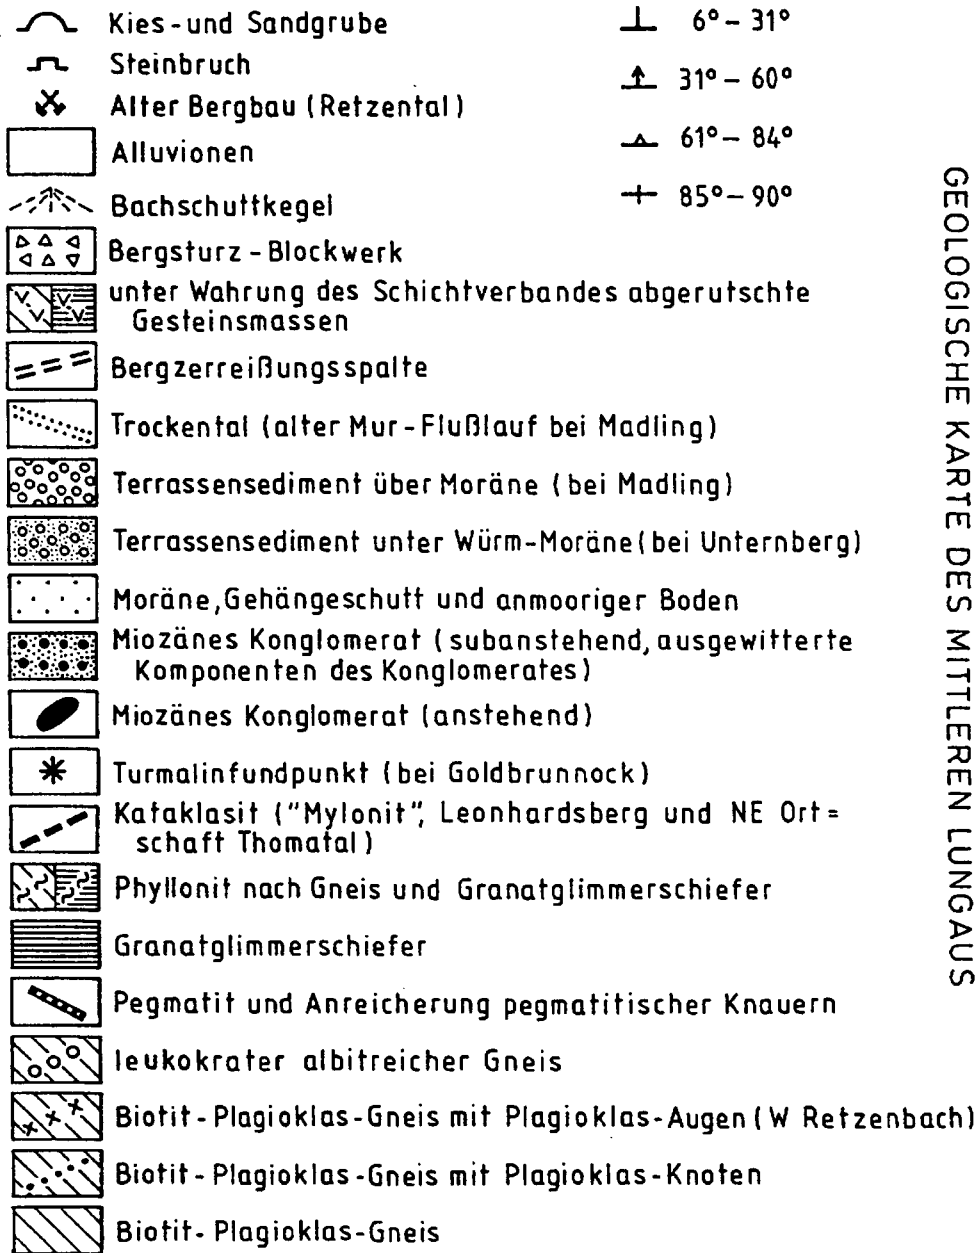 Kies-und Sandgrube
Steinbruch
Alter Bergbau (Retzental)
Alluvionen
Bachschuttkegel
Bergsturz-Blockwerk
unter Wahrung des Schichtverbandes abgerutschte
Gesteinsmassen
Bergzerreißungsspalte
Trockental (alter Mur-Flußlauf bei Madling)
Terrassensediment über Moräne (bei Madling)
Terrassensediment unter Würm-Moräne (bei Unternberg)
Moräne, Gehängeschutt und anmooriger Boden
Miozänes Konglomerat (subanstehend, ausgewitterte
Komponenten des Konglomerates)
Miozänes Konglomerat (anstehend)
Turmalinfundpunkt (bei Goldbrunnock)
Kataklasit ("Mylonit", Leonhardsberg und NE Ort=
schaft Thomatal)
Phyllonit nach Gneis und Granatglimmerschiefer
Granatglimmerschiefer
Pegmatit und Anreicherung pegmatitischer Knauern
leukokrater albitreicher Gneis
Biotit-Plagioklas-Gneis mit Plagioklas-Augen (W Retzenbach)
Biotit-Plagioklas-Gneis mit Plagioklas-Knoten
Biotit-Plagioklas-Gneis
6°-31°
31°-60°
61°-84°
85°-90°
GEOLOGISCHE KARTE DES MITTLEREN LUNGAUS